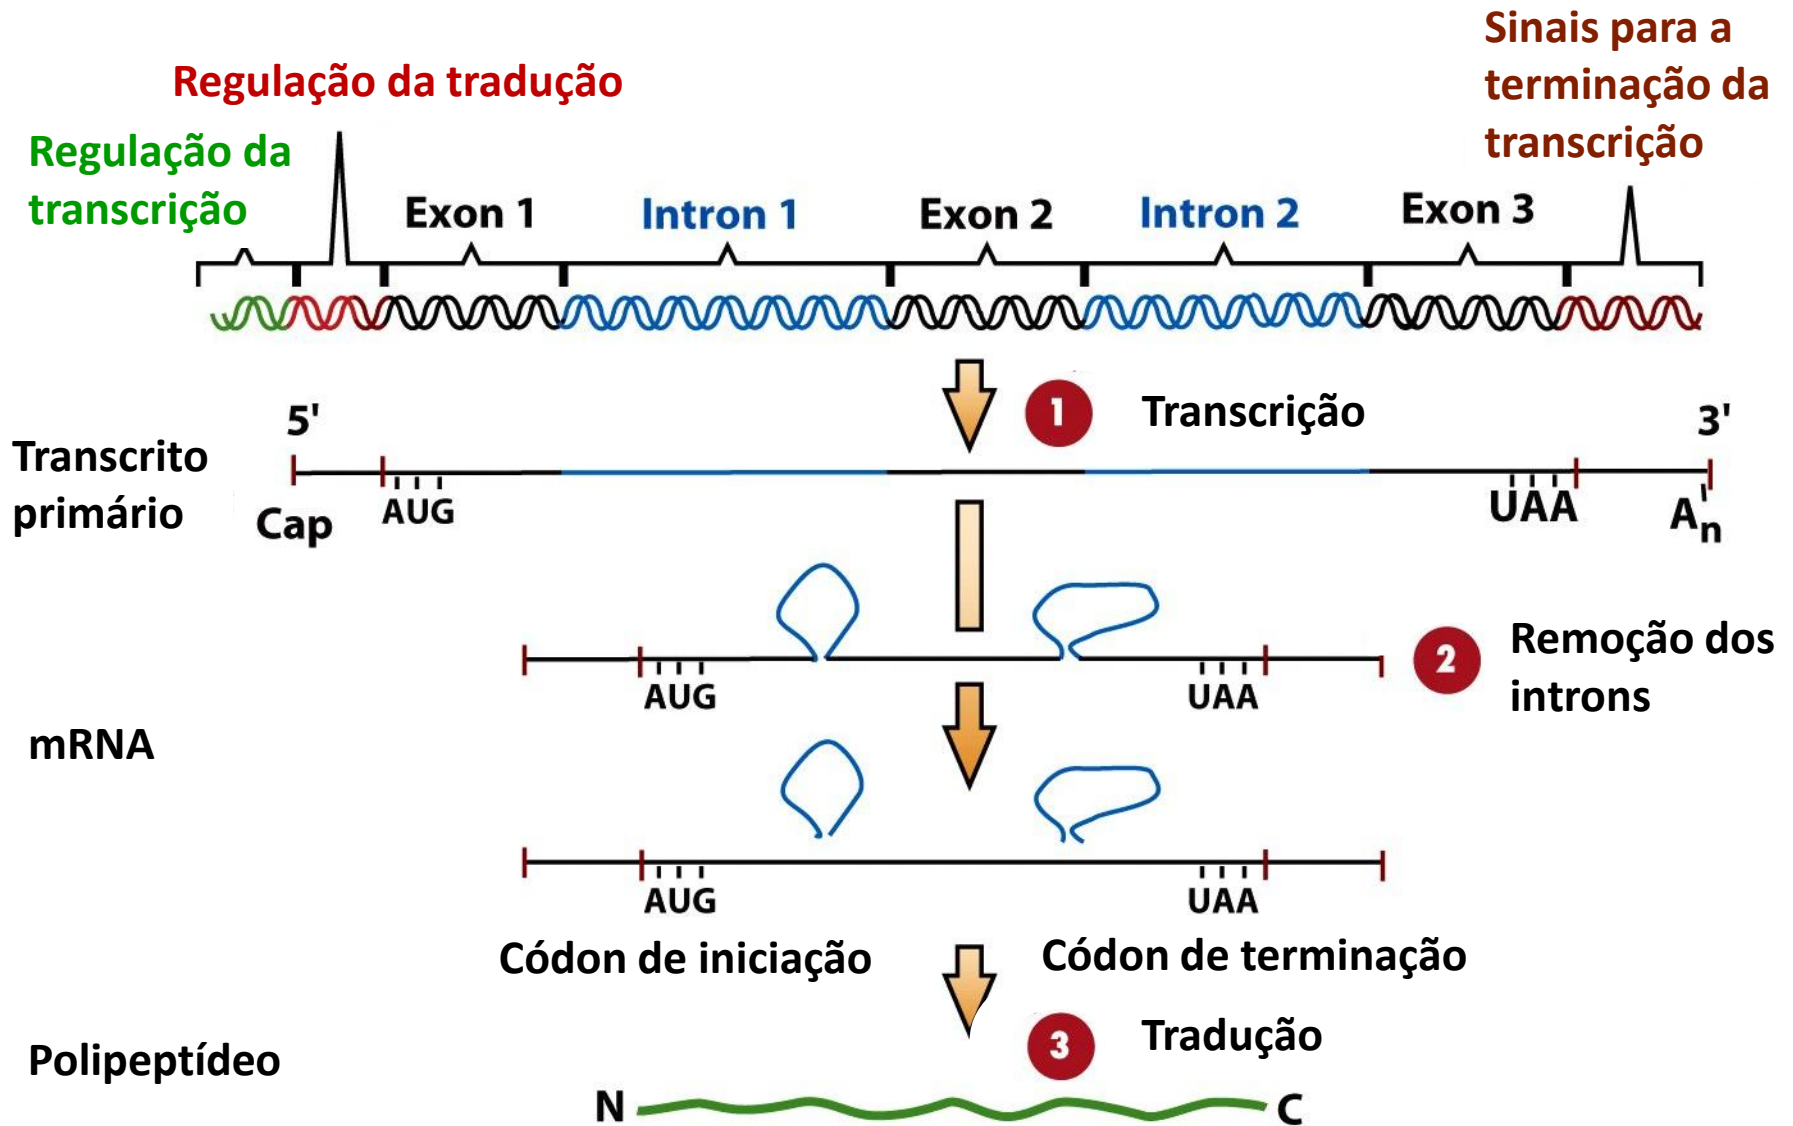 Sinais para a
terminação da
transcrição
Regulação da tradução
Regulação da
transcrição
Exon 1
Intron 1
Exon 2
Intron 2
Exon 3
1 Transcrição
5'
3'
Transcrito
primário
Cap
AUG
UAA
A'n
2 Remoção dos
introns
AUG
UAA
mRNA
AUG
UAA
Códon de iniciação
Códon de terminação
3 Tradução
Polipeptídeo
N
C